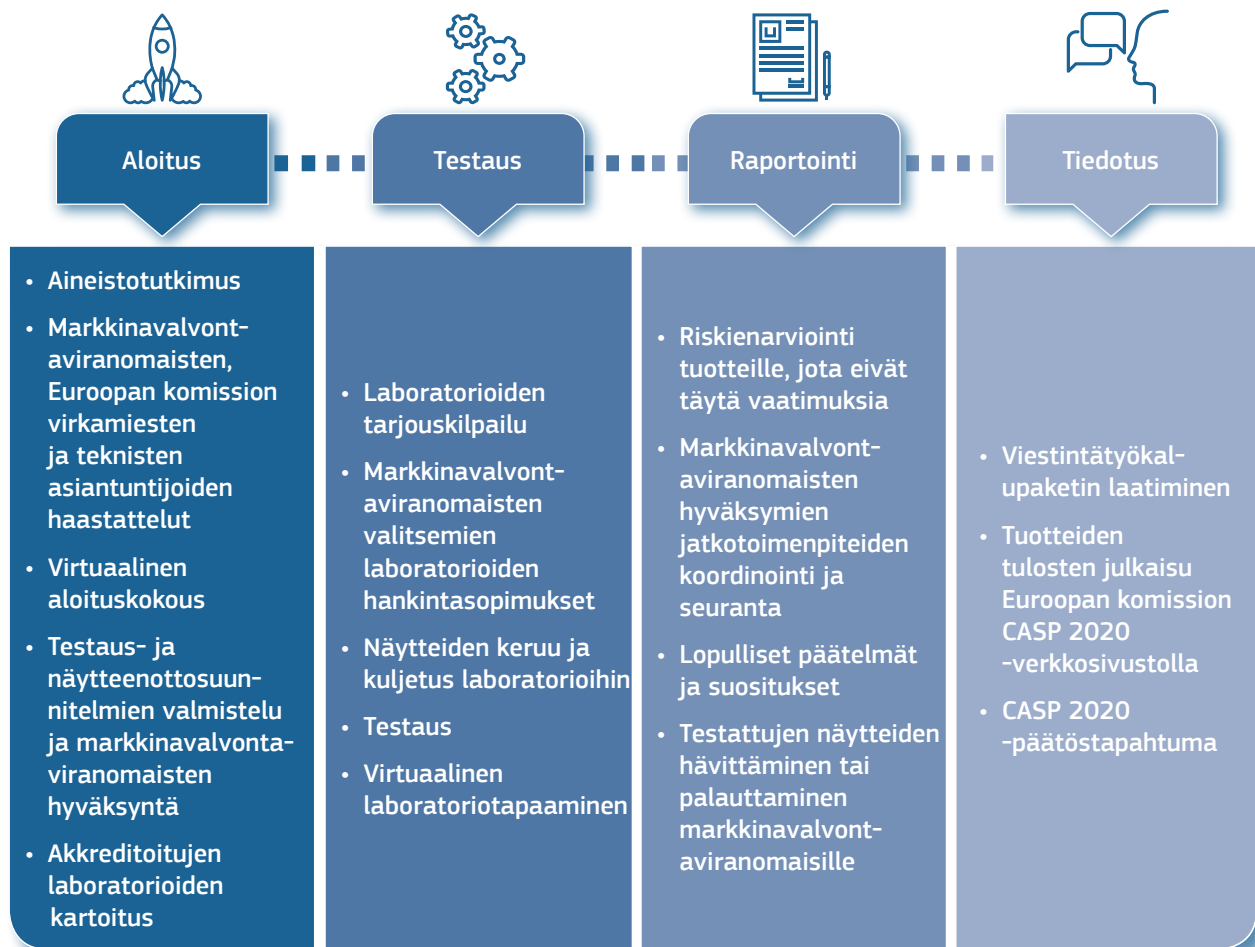 Aloitus
Testaus
Raportointi
Tiedotus
• Aineistotutkimus
• Markkinavalvont-
aviranomaisten,
Euroopan komission
virkamiesten
ja teknisten
asiantuntijoiden
haastattelut
• Virtuaalinen
aloituskokous
• Testaus- ja
näytteenottosuun-
nitelmien valmistelu
ja markkinavalvonta-
viranomaisten
hyväksyntä
• Akkreditoitujen
laboratorioiden
kartoitus
• Laboratorioiden
tarjouskilpailu
• Markkinavalvont-
aviranomaisten
valitsemien
laboratorioiden
hankintasopimukset
• Näytteiden keruu ja
kuljetus laboratorioihin
• Testaus
• Virtuaalinen
laboratoriotapaaminen
• Riskienarviointi
tuotteille, jota eivät
täytä vaatimuksia
• Markkinavalvont-
aviranomaisten
hyväksymien
jatkotoimenpiteiden
koordinointi ja
seuranta
• Lopulliset päätelmät
ja suositukset
• Testattujen näytteiden
hävittäminen tai
palauttaminen
markkinavalvont-
aviranomaisille
• Viestintätyökal-
upaketin laatiminen
• Tuotteiden
tulosten julkaisu
Euroopan komission
CASP 2020
-verkkosivustolla
• CASP 2020
-päätöstapahtuma